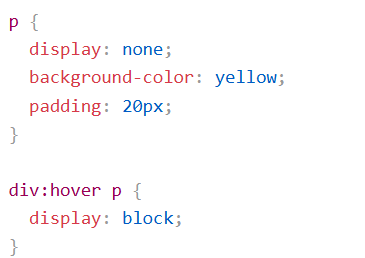 p {
  display: none;
  background-color: yellow;
  padding: 20px;
}

div:hover p {
  display: block;
}